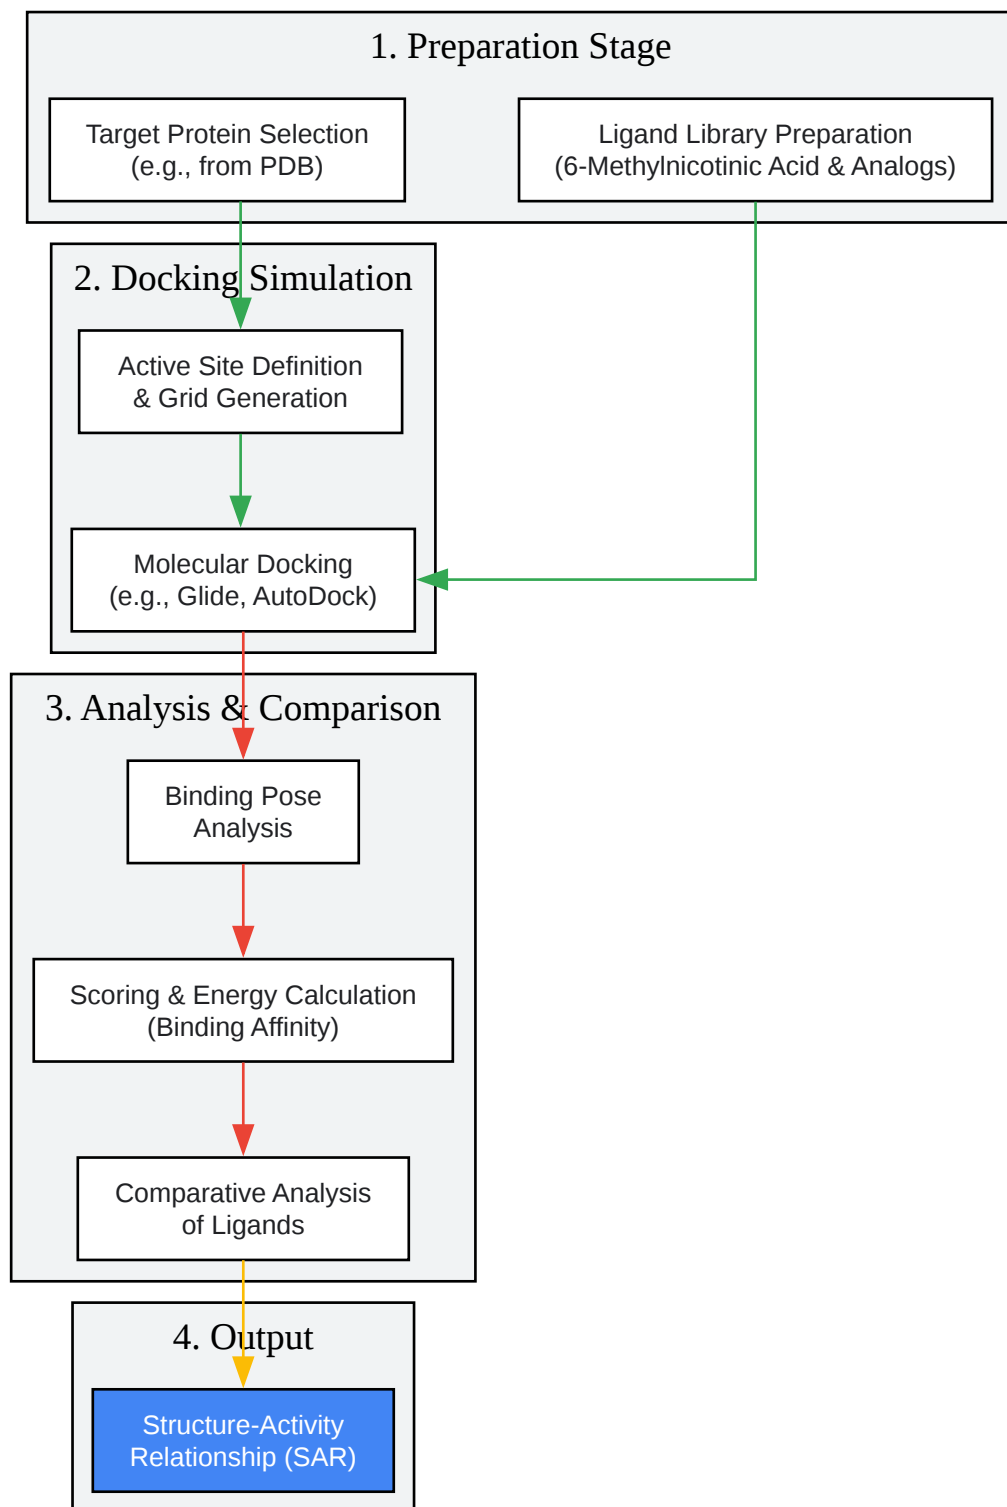 1. Preparation Stage
Target Protein Selection
(e.g., from PDB)
Ligand Library Preparation
(6-Methylnicotinic Acid & Analogs)
2. Docking Simulation
Active Site Definition
& Grid Generation
Molecular Docking
(e.g., Glide, AutoDock)
3. Analysis & Comparison
Binding Pose
Analysis
Scoring & Energy Calculation
(Binding Affinity)
Comparative Analysis
of Ligands
4. Output
Structure-Activity
Relationship (SAR)